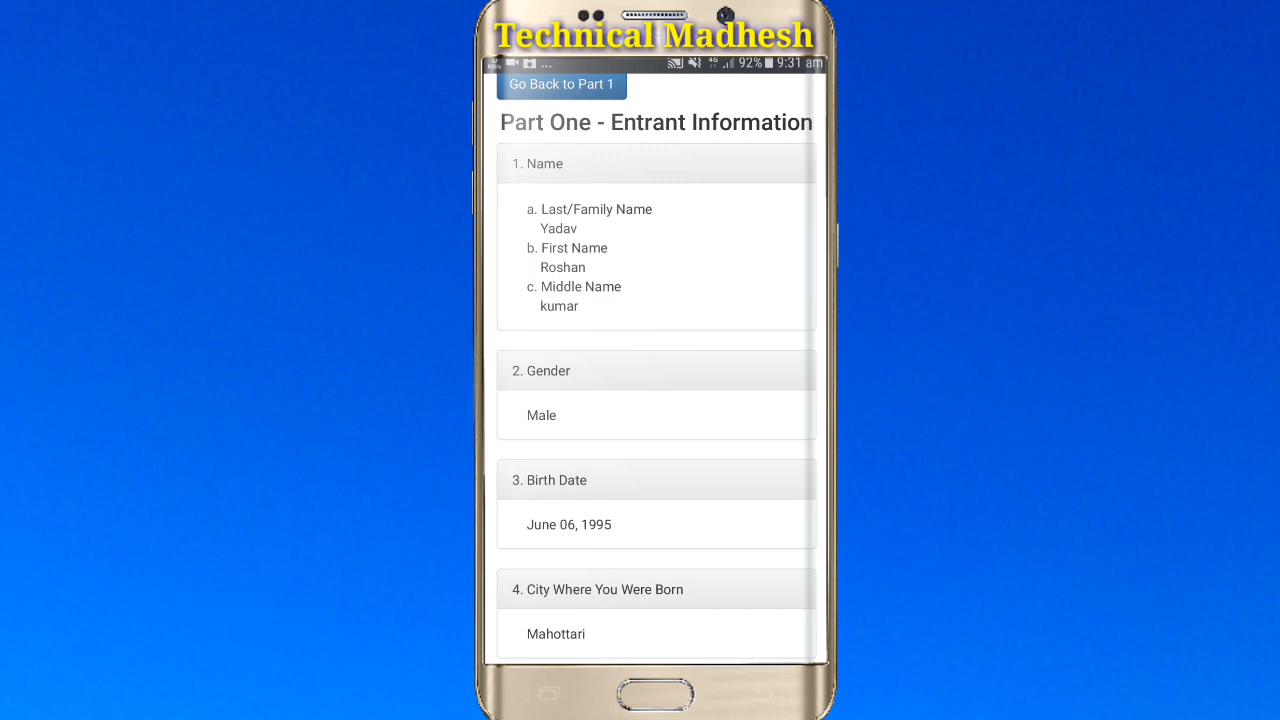 Technical Madhesh
... 4G 92% 9:31 am
Go Back to Part 1
Part One - Entrant Information
1. Name
a. Last/Family Name
Yadav
b. First Name
Roshan
c. Middle Name
kumar
2. Gender
Male
3. Birth Date
June 06, 1995
4. City Where You Were Born
Mahottari